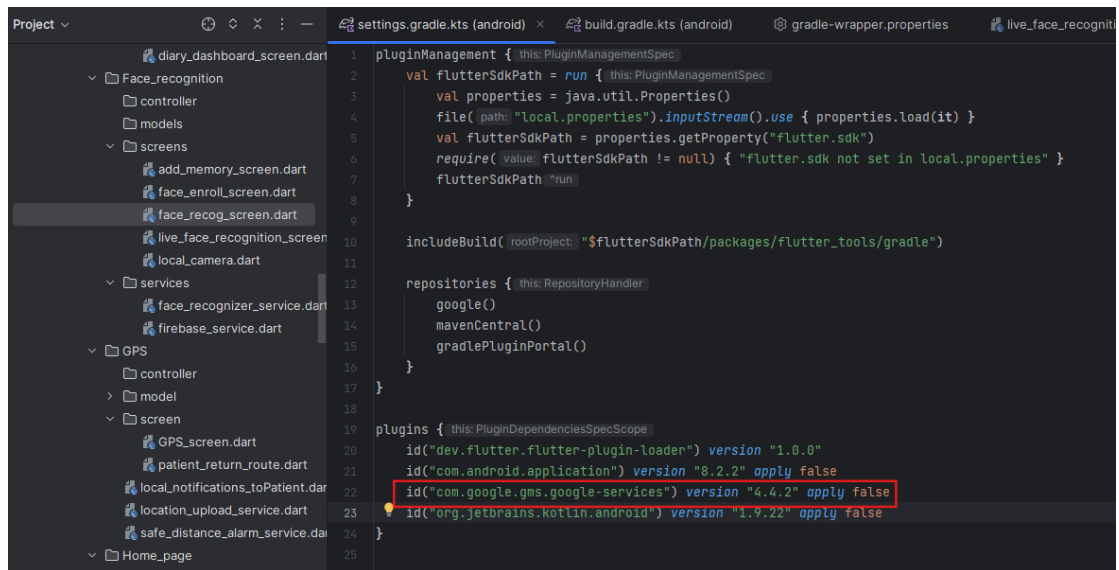 Project
settings.gradle.kts (android)
build.gradle.kts (android)
gradle-wrapper.properties
live_face_recogniti
diary_dashboard_screen.dart
Face_recognition
controller
models
screens
add_memory_screen.dart
face_enroll_screen.dart
face_recog_screen.dart
live_face_recognition_screen
local_camera.dart
services
face_recognizer_service.dart
firebase_service.dart
GPS
controller
model
screen
GPS_screen.dart
patient_return_route.dart
local_notifications_toPatient.dar
location_upload_service.dart
safe_distance_alarm_service.da
Home_page
1 pluginManagement { this: PluginManagementSpec
2 val flutterSdkPath = run { this: PluginManagementSpec
3 val properties = java.util.Properties()
4 file( path: "local.properties").inputStream().use { properties.load(it) }
5 val flutterSdkPath = properties.getProperty("flutter.sdk")
6 require( value: flutterSdkPath != null) { "flutter.sdk not set in local.properties" }
7 flutterSdkPath ^run
8 }
9
10 includeBuild( rootProject: "$flutterSdkPath/packages/flutter_tools/gradle")
11
12 repositories { this: RepositoryHandler
13 google()
14 mavenCentral()
15 gradlePluginPortal()
16 }
17 }
18
19 plugins { this: PluginDependenciesSpecScope
20 id("dev.flutter.flutter-plugin-loader") version "1.0.0"
21 id("com.android.application") version "8.2.2" apply false
22 id("com.google.gms.google-services") version "4.4.2" apply false
23 id("org.jetbrains.kotlin.android") version "1.9.22" apply false
24 }
25